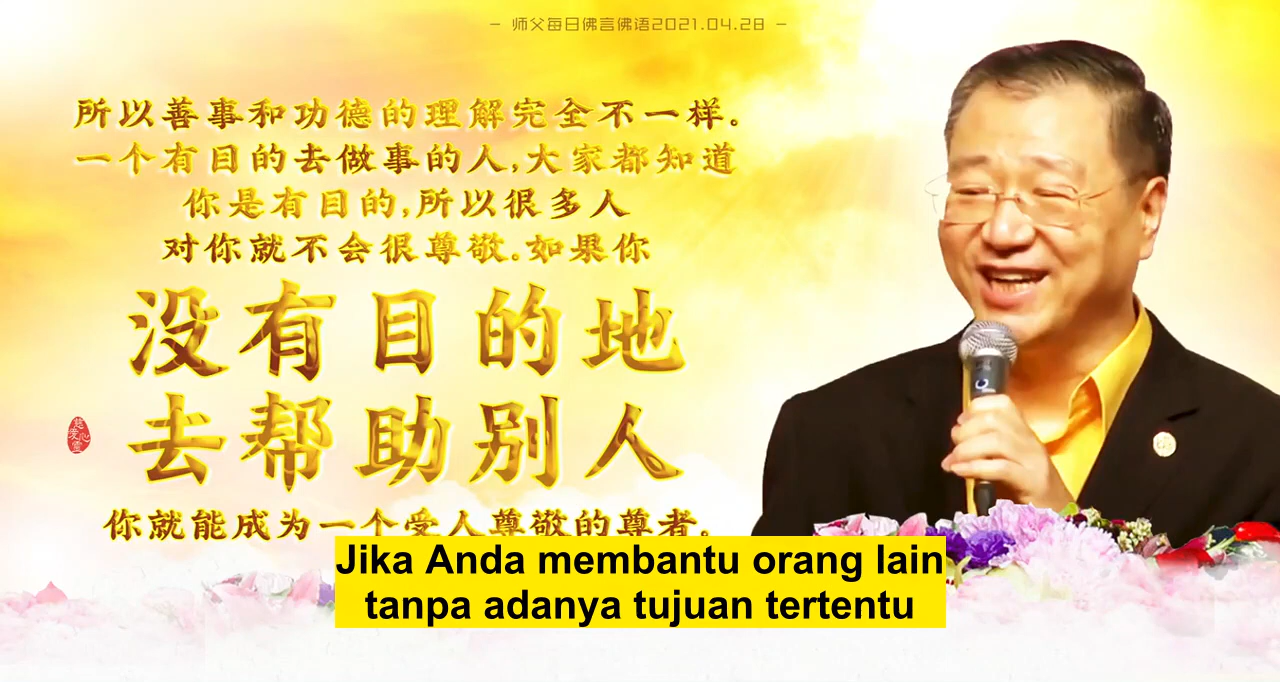 - 师父每日佛言佛语2021.04.28 -
所以善事和功德的理解完全不一样。
一个有目的去做事的人,大家都知道
你是有目的,所以很多人
对你就不会很尊敬。如果你
没有目的地
去帮助别人
你就能成为一个受人尊敬的尊者。
Jika Anda membantu orang lain
tanpa adanya tujuan tertentu